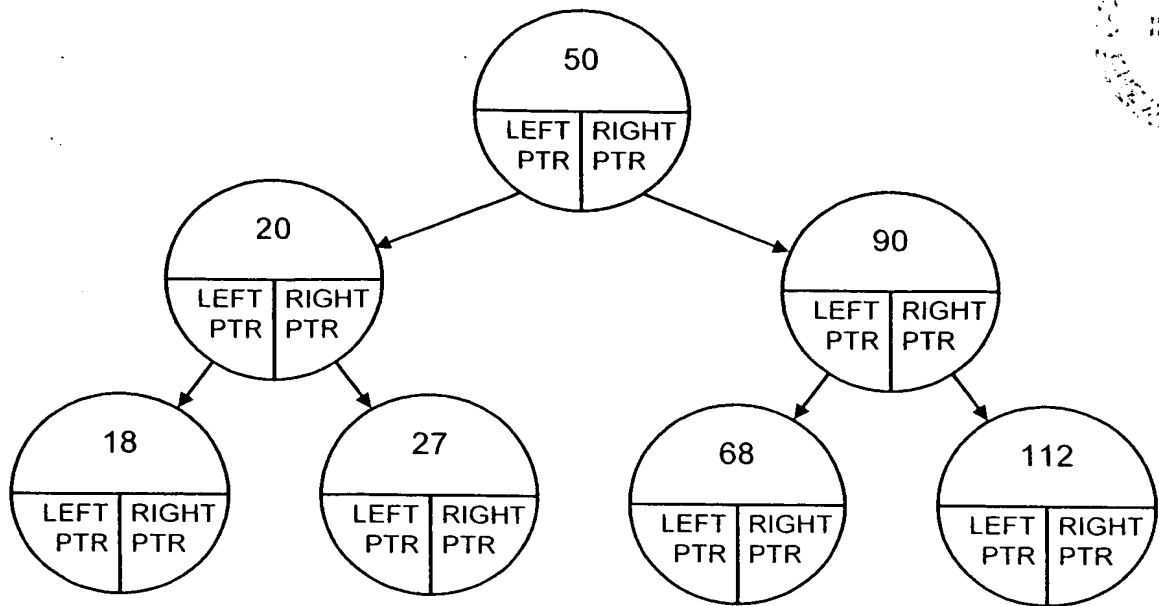 50
LEFT PTR RIGHT PTR
20
LEFT PTR RIGHT PTR
90
LEFT PTR RIGHT PTR
18
LEFT PTR RIGHT PTR
27
LEFT PTR RIGHT PTR
68
LEFT PTR RIGHT PTR
112
LEFT PTR RIGHT PTR